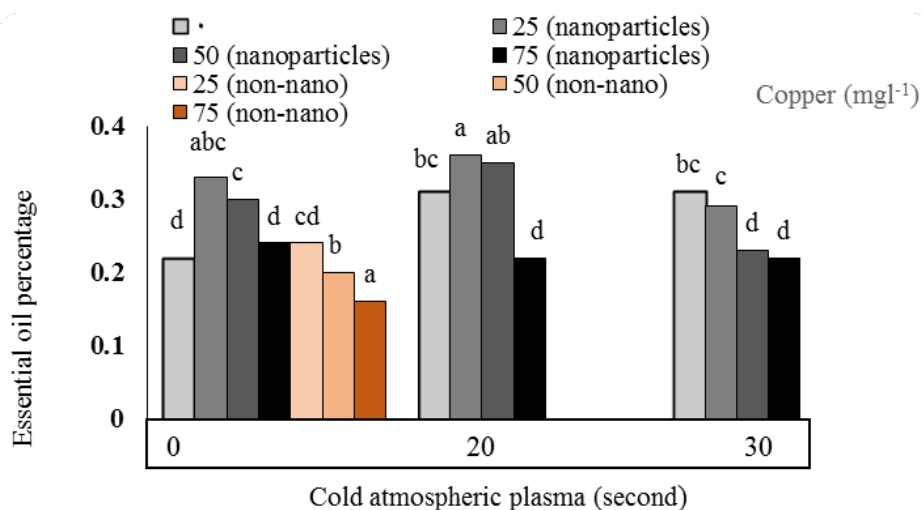 ۰
25 (nanoparticles)
50 (nanoparticles)
75 (nanoparticles)
25 (non-nano)
50 (non-nano)
75 (non-nano)
Copper (mgl⁻¹)
Essential oil percentage
0.4
0.3
0.2
0.1
0
d
abc
c
d
cd
b
a
bc
a
ab
d
bc
c
d
d
0
20
30
Cold atmospheric plasma (second)